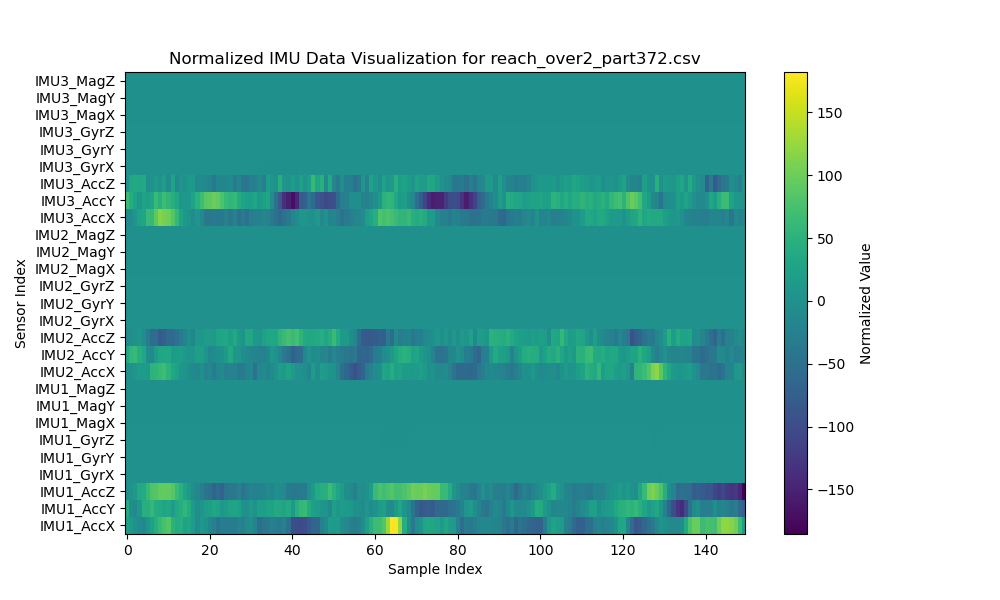 Normalized IMU Data Visualization for reach_over2_part372.csv
IMU3_MagZ
IMU3_MagY
IMU3_MagX
IMU3_GyrZ
IMU3_GyrY
IMU3_GyrX
IMU3_AccZ
IMU3_AccY
IMU3_AccX
IMU2_MagZ
IMU2_MagY
IMU2_MagX
IMU2_GyrZ
IMU2_GyrY
IMU2_GyrX
IMU2_AccZ
IMU2_AccY
IMU2_AccX
IMU1_MagZ
IMU1_MagY
IMU1_MagX
IMU1_GyrZ
IMU1_GyrY
IMU1_GyrX
IMU1_AccZ
IMU1_AccY
IMU1_AccX
Sensor Index
0 20 40 60 80 100 120 140
Sample Index
150
100
50
0
−50
−100
−150
Normalized Value